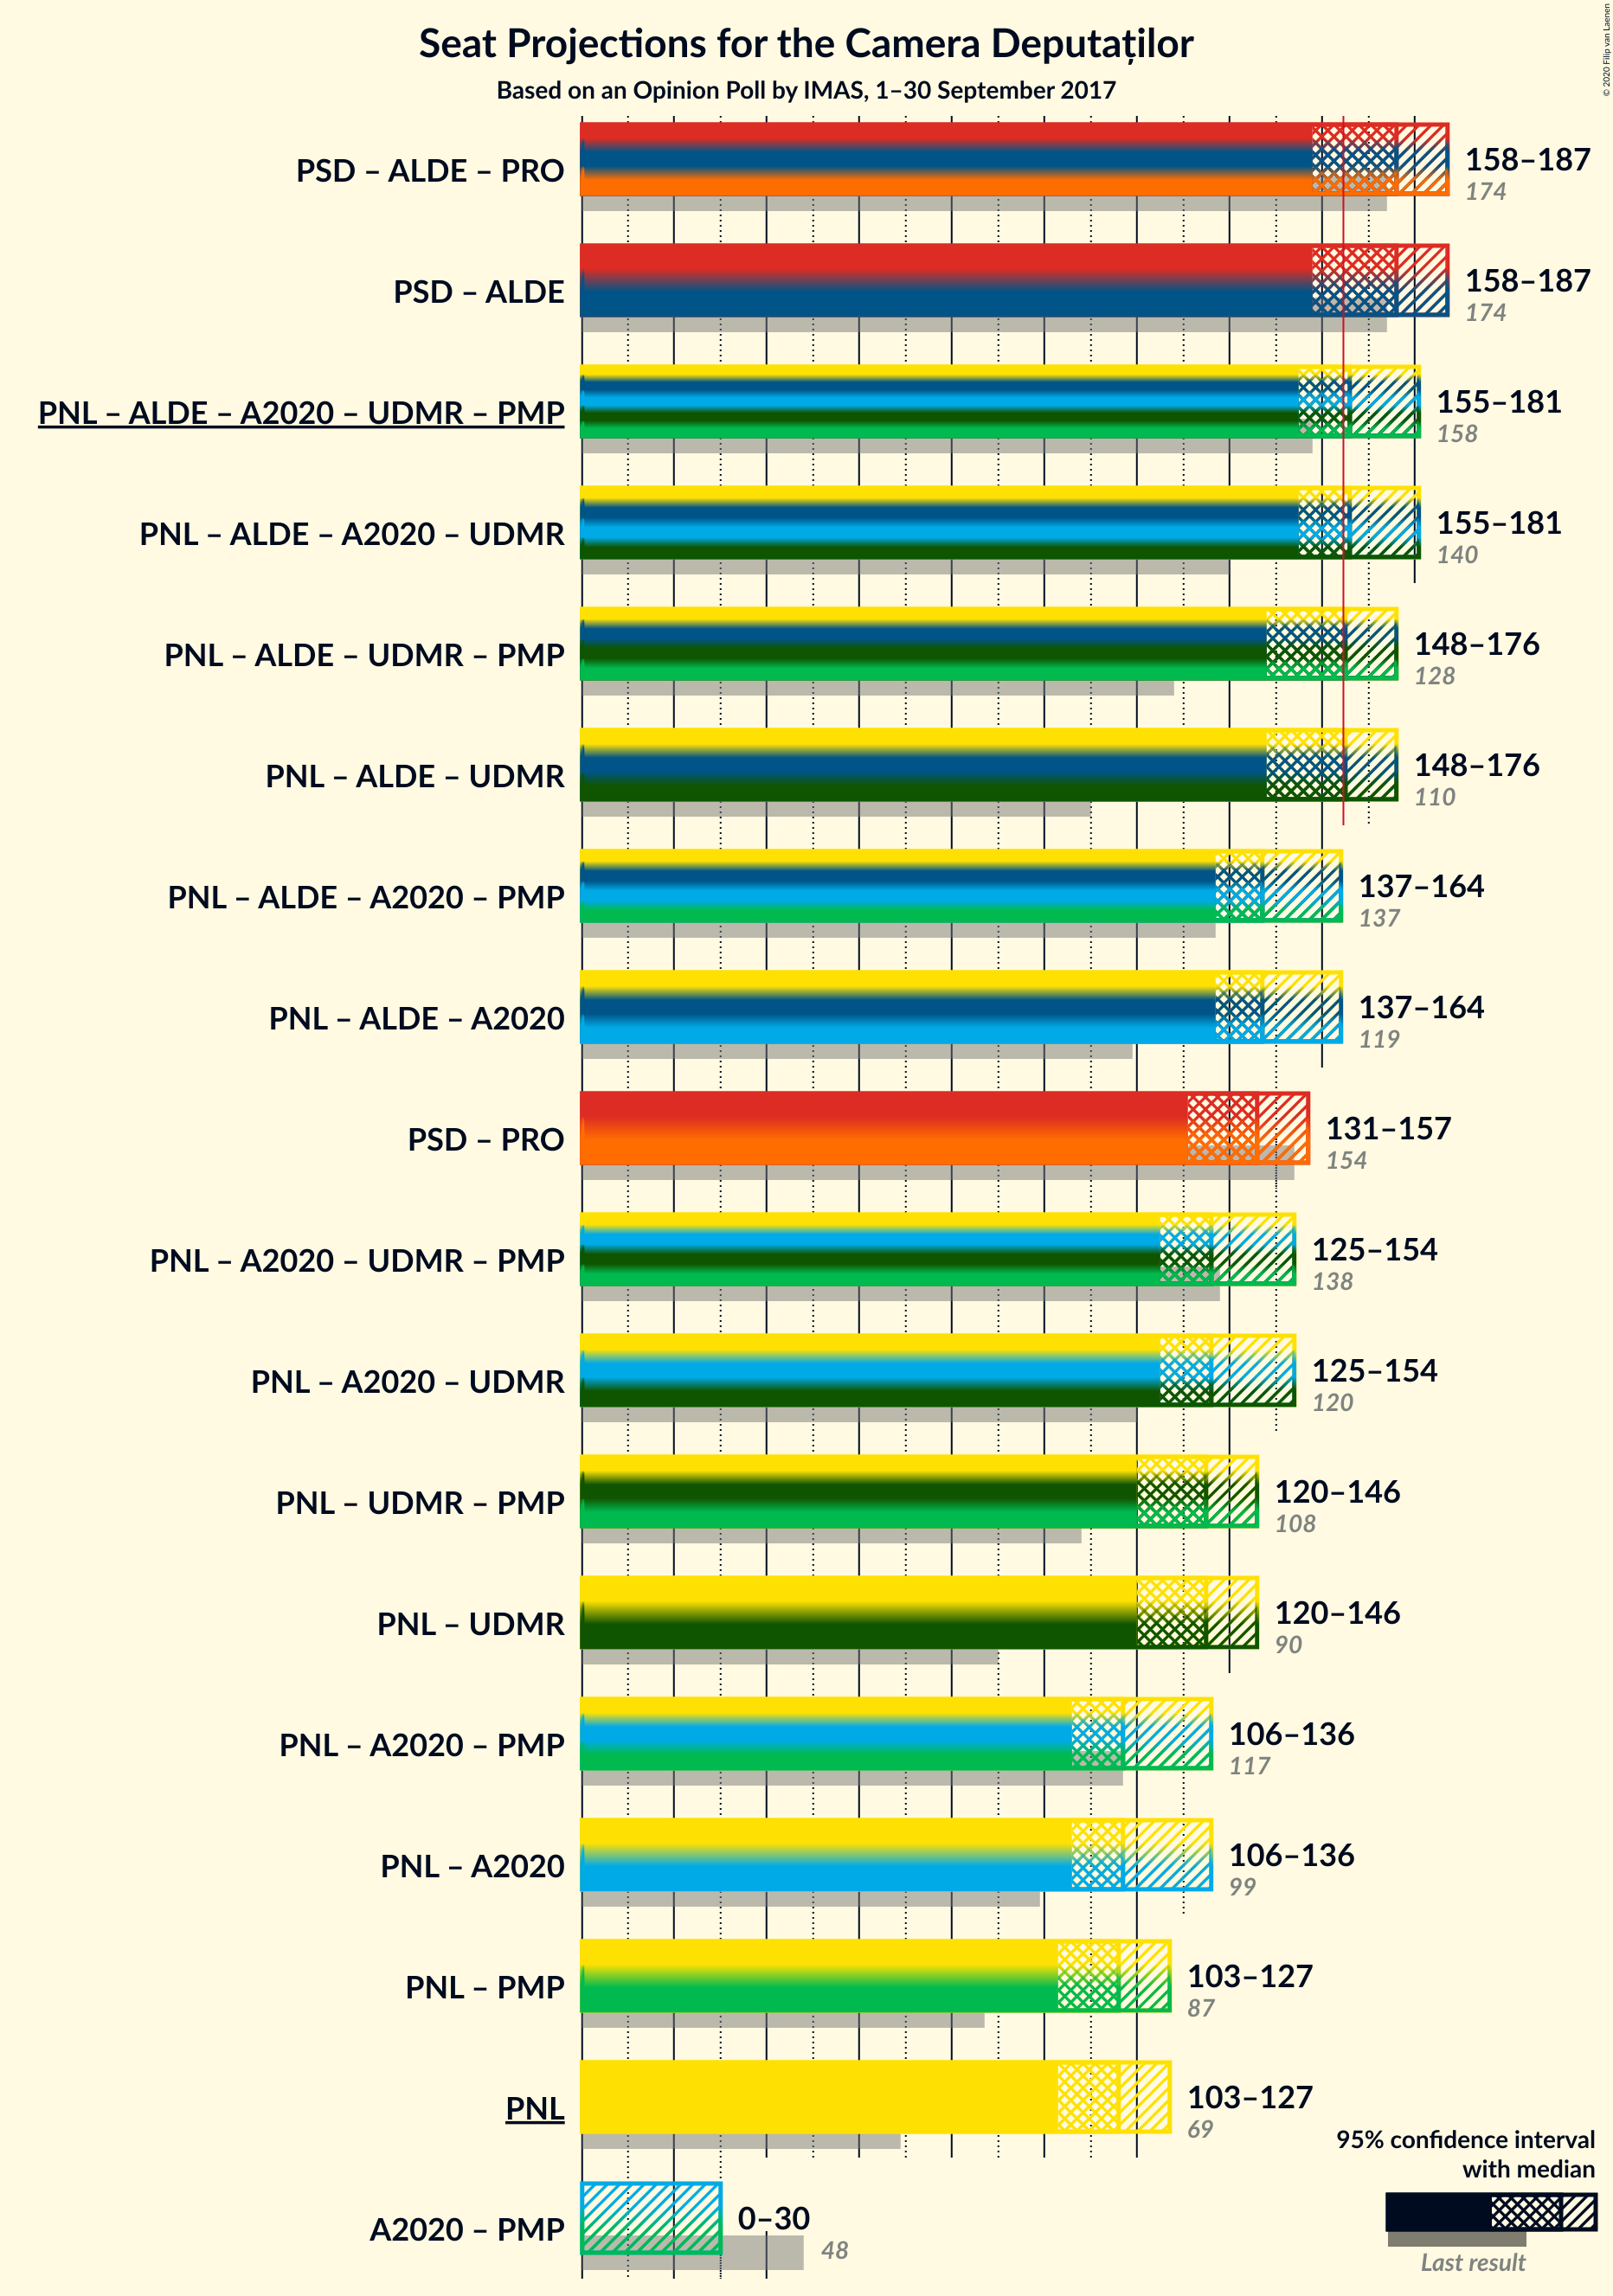 Seat Projections for the Camera Deputaților
Based on an Opinion Poll by IMAS, 1–30 September 2017
© 2020 Filip van Laenen
PSD – ALDE – PRO
158–187
174
PSD – ALDE
158–187
174
PNL – ALDE – A2020 – UDMR – PMP
155–181
158
PNL – ALDE – A2020 – UDMR
155–181
140
PNL – ALDE – UDMR – PMP
148–176
128
PNL – ALDE – UDMR
148–176
110
PNL – ALDE – A2020 – PMP
137–164
137
PNL – ALDE – A2020
137–164
119
PSD – PRO
131–157
154
PNL – A2020 – UDMR – PMP
125–154
138
PNL – A2020 – UDMR
125–154
120
PNL – UDMR – PMP
120–146
108
PNL – UDMR
120–146
90
PNL – A2020 – PMP
106–136
117
PNL – A2020
106–136
99
PNL – PMP
103–127
87
PNL
103–127
69
A2020 – PMP
0–30
48
95% confidence interval
with median
Last result